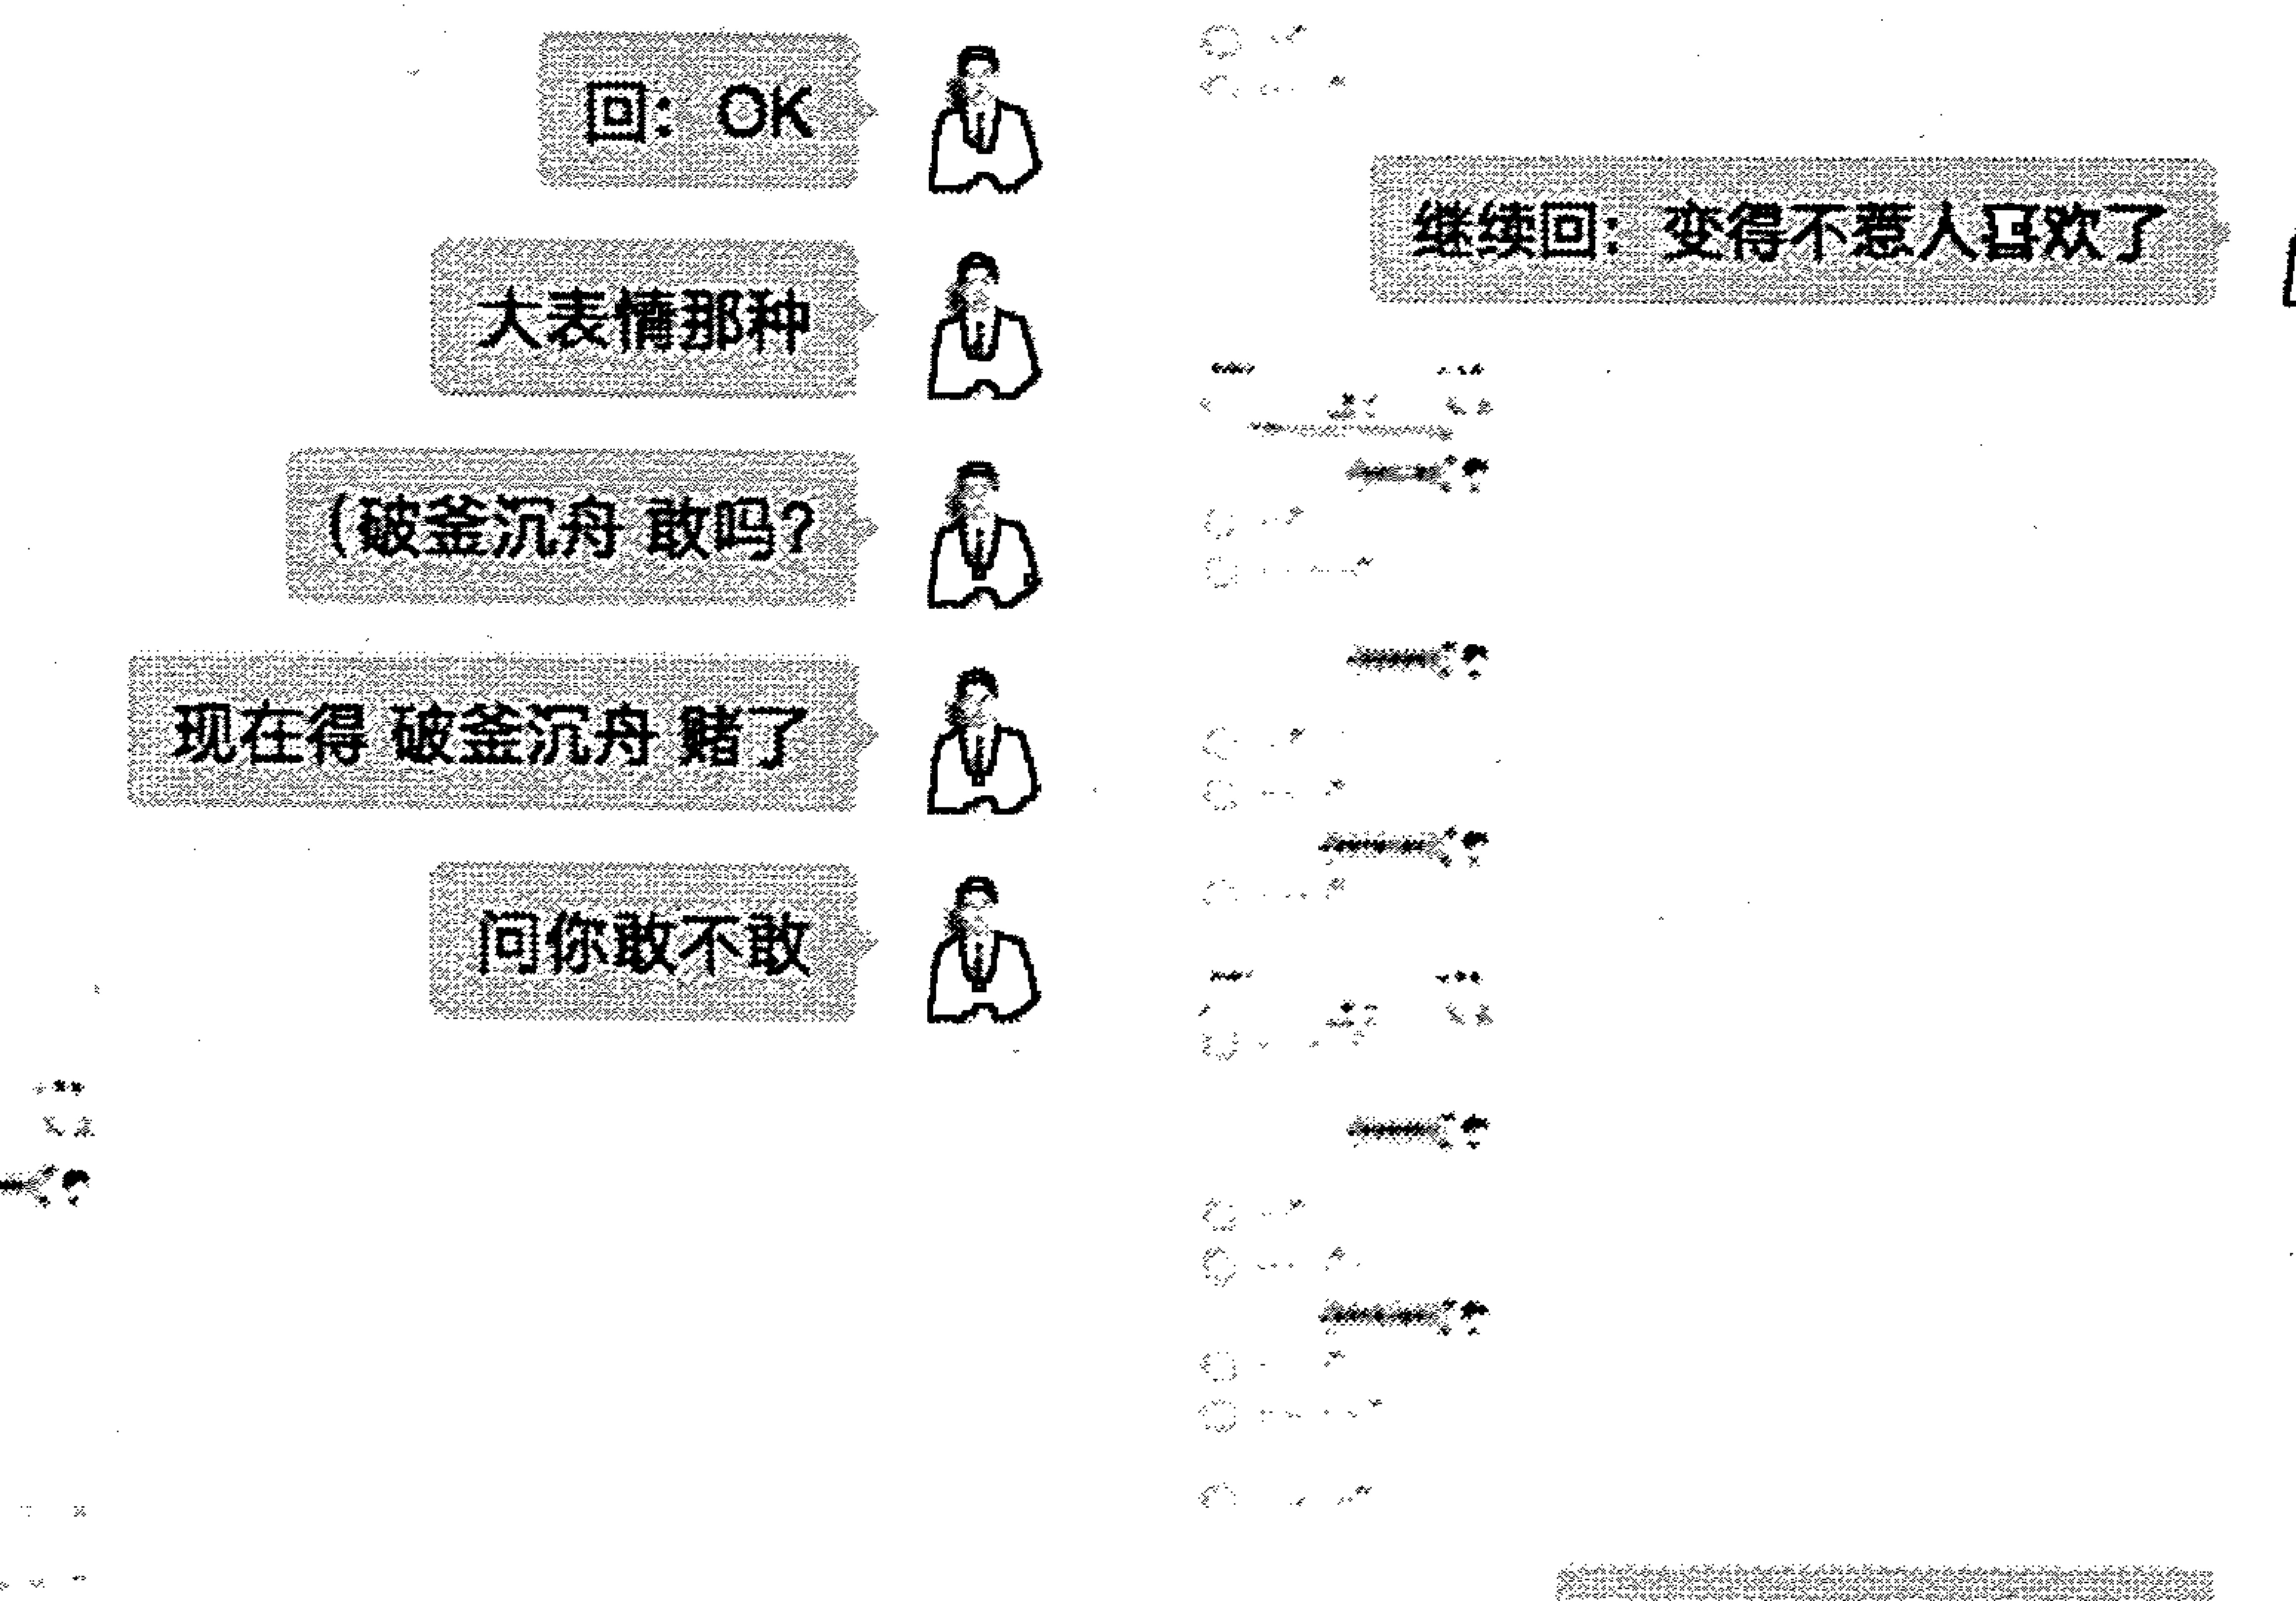 回：OK
大表情那种
（破釜沉舟 敢吗？
现在得 破釜沉舟 赌了
问你敢不敢
继续回：变得不惹人喜欢了